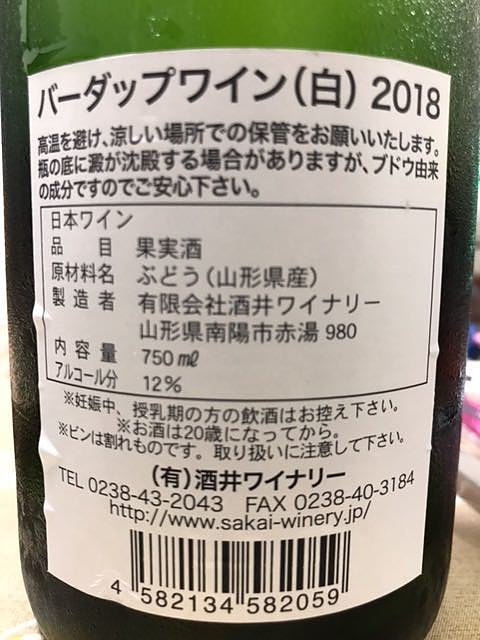 バーダップワイン(白) 2018
高温を避け、涼しい場所での保管をお願いいたします。
瓶の底に澱が沈殿する場合がありますが、ブドウ由来
の成分ですのでご安心下さい。
日本ワイン
品目 果実酒
原材料名 ぶどう(山形県産)
製造者 有限会社酒井ワイナリー
山形県南陽市赤湯980
内容量 750㎖
アルコール分 12%
※妊娠中、授乳期の方の飲酒はお控え下さい。
※お酒は20歳になってから。
※ビンは割れものです。取り扱いに注意して下さい。
(有)酒井ワイナリー
TEL 0238-43-2043 FAX 0238-40-3184
http://www.sakai-winery.jp/
4 582134 582059